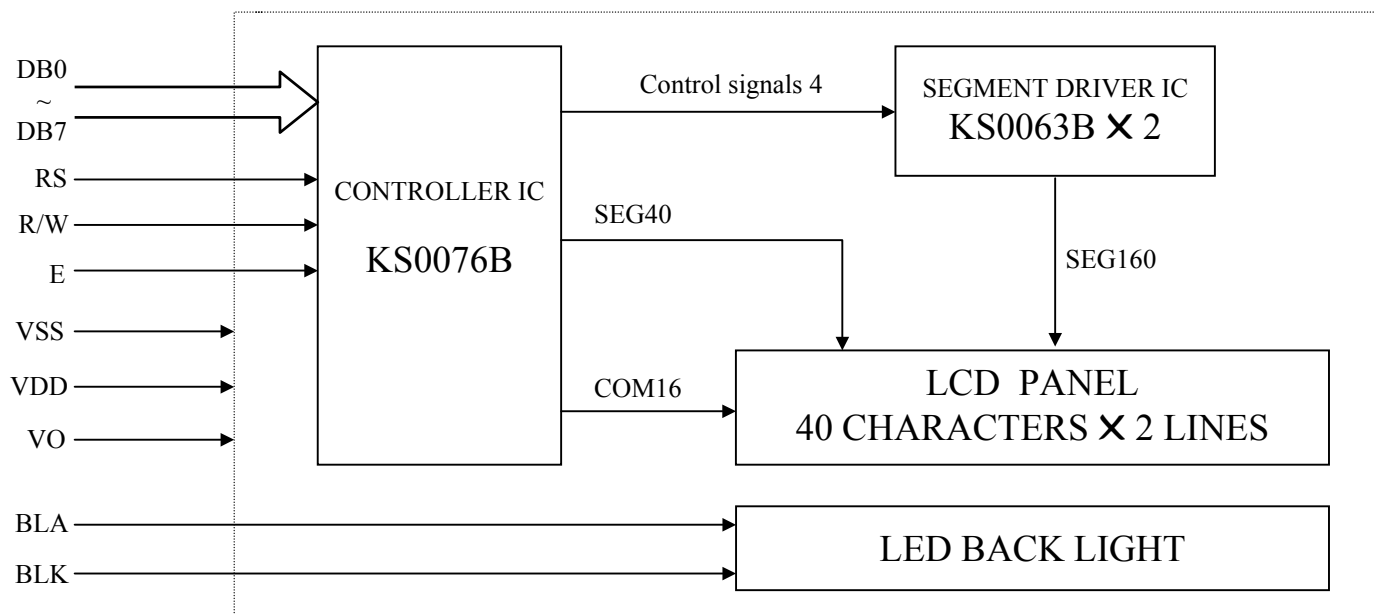 DB0
~
DB7
RS
R/W
E
VSS
VDD
VO
BLA
BLK
CONTROLLER IC
KS0076B
Control signals 4
SEG40
COM16
SEGMENT DRIVER IC
KS0063B × 2
SEG160
LCD PANEL
40 CHARACTERS × 2 LINES
LED BACK LIGHT